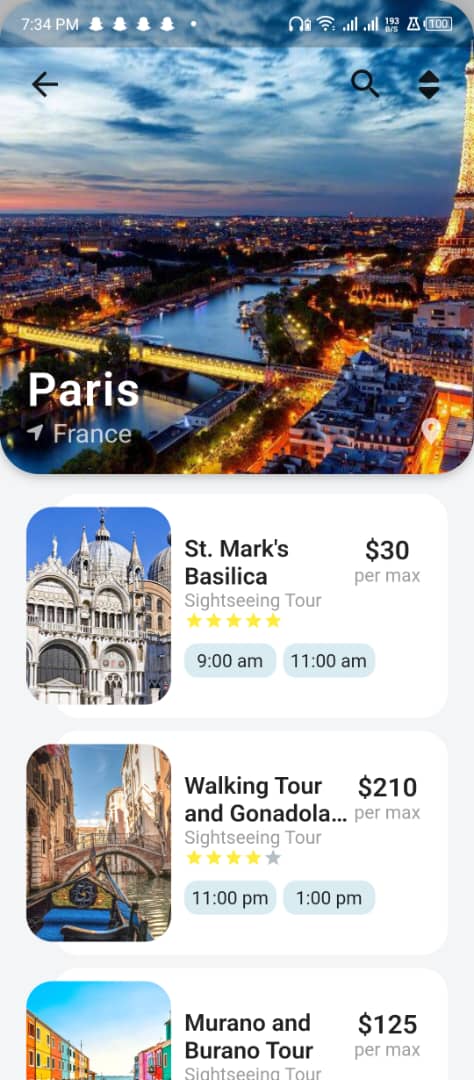 7:34 PM
193
B/S
100
Paris
France
St. Mark's
Basilica
$30
per max
Sightseeing Tour
9:00 am 11:00 am
Walking Tour
and Gonadola...
$210
per max
Sightseeing Tour
11:00 pm 1:00 pm
Murano and
Burano Tour
$125
per max
Sightseeing Tour